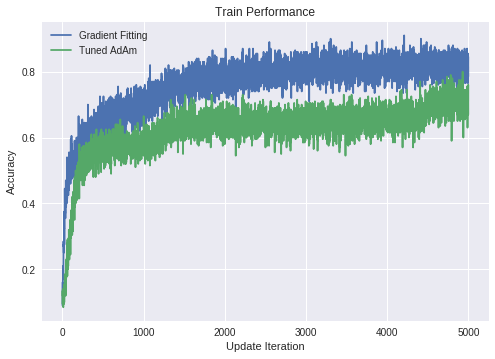 Train Performance
Gradient Fitting
Tuned AdAm
Accuracy
0.8
0.6
0.4
0.2
0
1000
2000
3000
4000
5000
Update Iteration